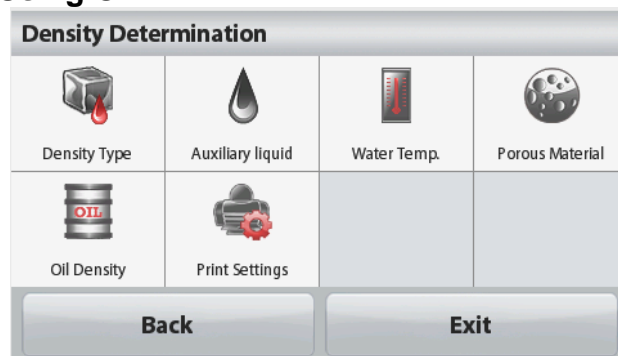 Density Determination
Density Type
Auxiliary liquid
Water Temp.
Porous Material
OIL
Oil Density
Print Settings
Back
Exit